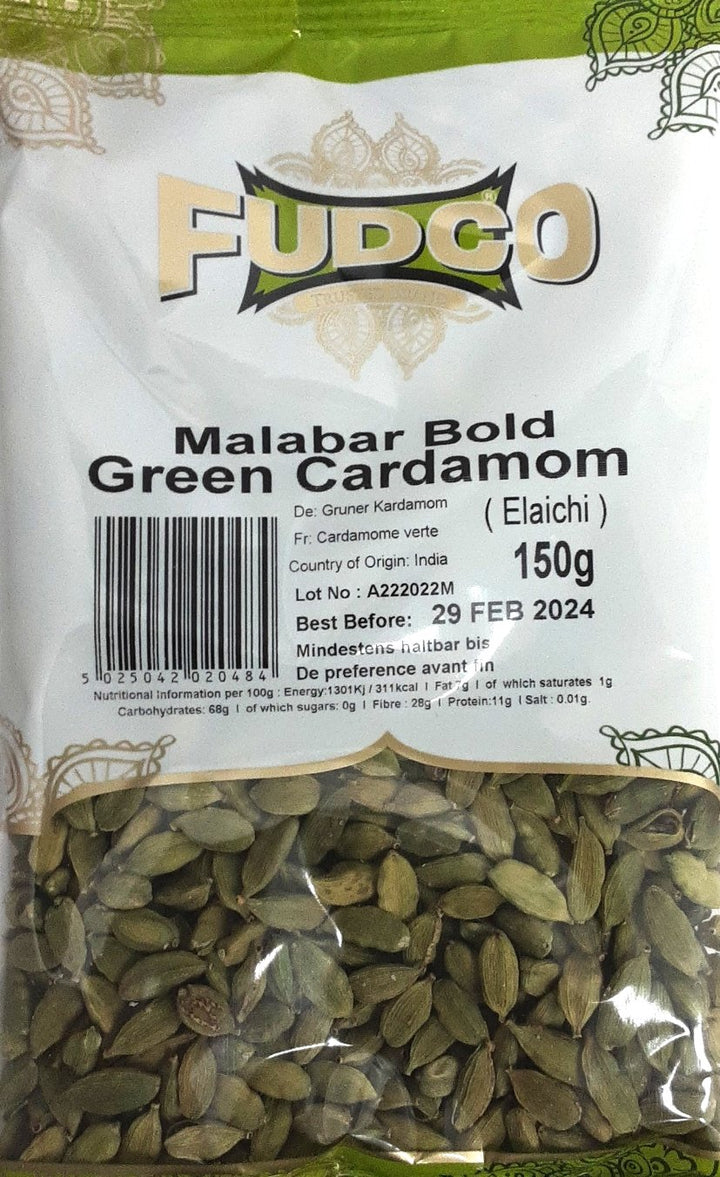 FUDCO
Malabar Bold
Green Cardamom
De: Gruner Kardamom
( Elaichi )
Fr: Cardamome verte
Country of Origin: India
150g
Lot No : A222022M
Best Before: 29 FEB 2024
Mindestens haltbar bis
De preference avant fin
5 025042 020484
Nutritional Information per 100g : Energy:1301Kj / 311kcal I Fat 7g I of which saturates 1g
Carbohydrates: 68g I of which sugars: 0g I Fibre : 28g I Protein:11g I Salt : 0.01g.